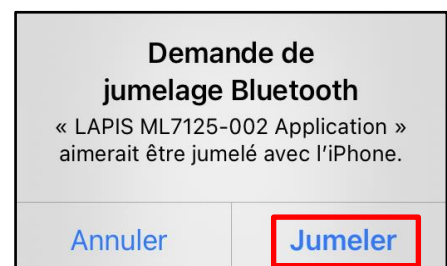 Demande de
jumelage Bluetooth
« LAPIS ML7125-002 Application »
aimerait être jumelé avec l’iPhone.
Annuler
Jumeler